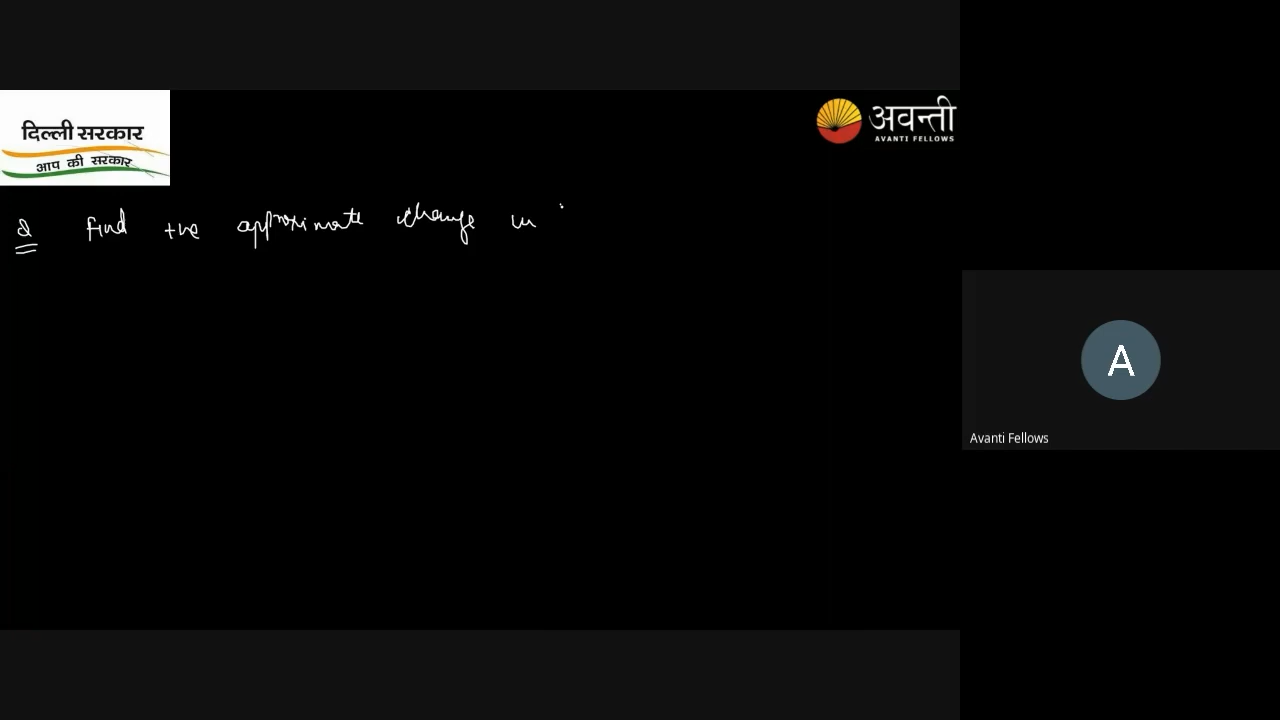 दिल्ली सरकार
आप की सरकार
अवन्ती
AVANTI FELLOWS
Q Find the approximate change in
A
Avanti Fellows